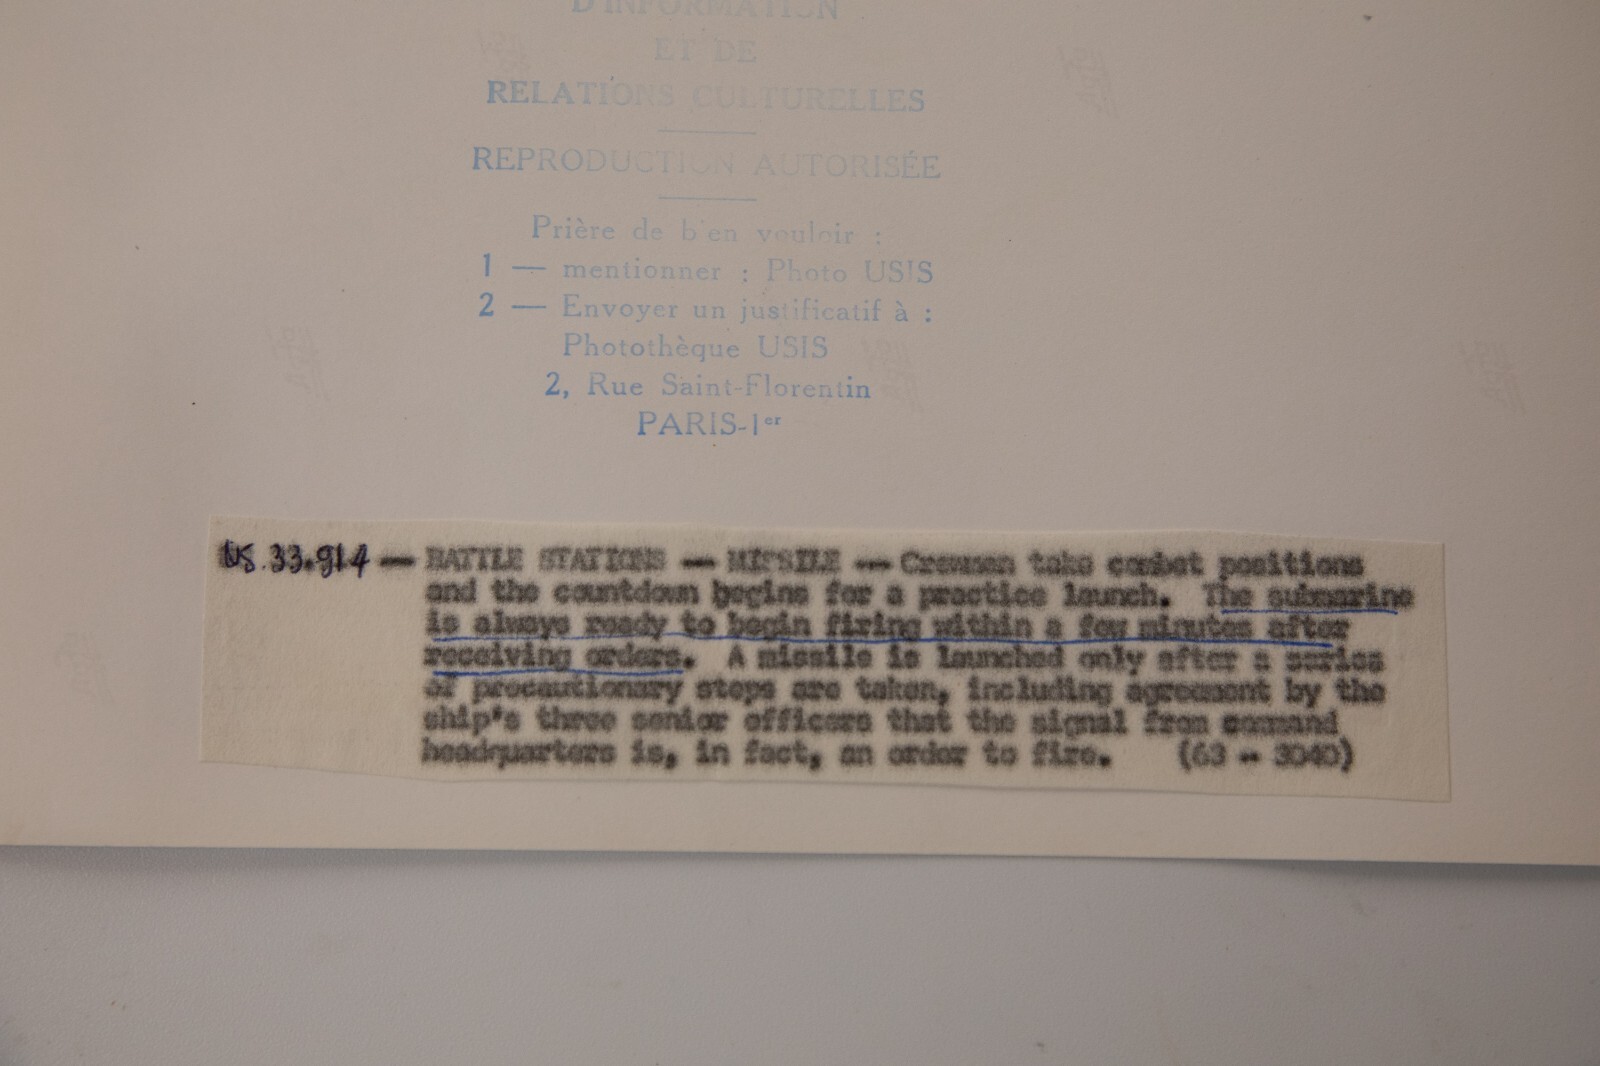 D'INFORMATION
ET DE
RELATIONS CULTURELLES
REPRODUCTION AUTORISÉE
Prière de bien vouloir :
1 — mentionner : Photo USIS
2 — Envoyer un justificatif à :
Photothèque USIS
2, Rue Saint-Florentin
PARIS-1er
US.33.914 — BATTLE STATIONS — MISSILE — Crewmen take combat positions
and the countdown begins for a practice launch. The submarine
is always ready to begin firing within a few minutes after
receiving orders. A missile is launched only after a series
of precautionary steps are taken, including agreement by the
ship's three senior officers that the signal from command
headquarters is, in fact, an order to fire. (63 - 3040)